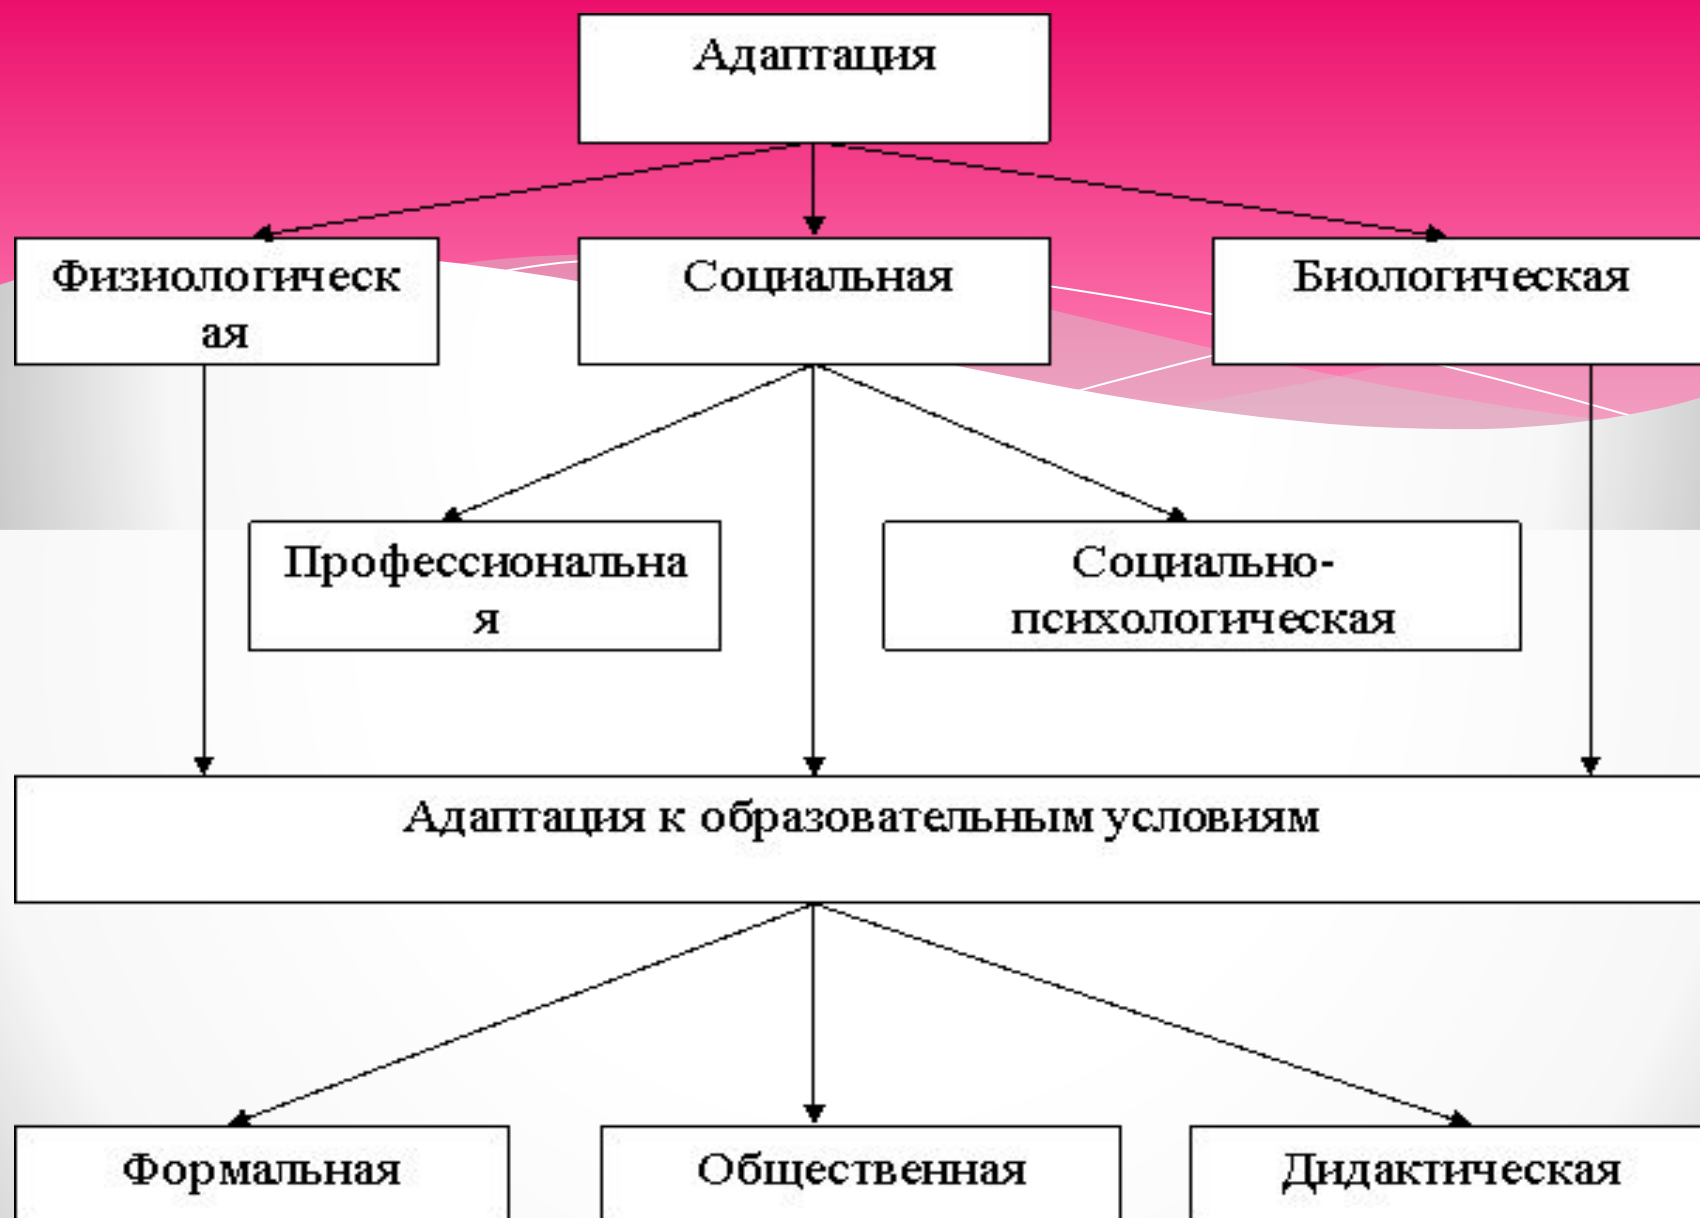 Адаптация
Физиологическ
ая
Социальная
Биологическая
Профессиональна
я
Социально-
психологическая
Адаптация к образовательным условиям
Формальная
Общественная
Дидактическая